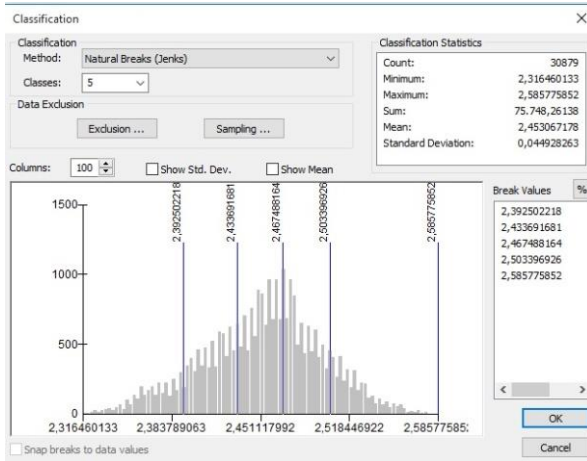 Classification
Classification
Method: Natural Breaks (Jenks)
Classes: 5
Data Exclusion
Exclusion ...
Sampling ...
Classification Statistics
Count: 30879
Minimum: 2,316460133
Maximum: 2,585775852
Sum: 75.748,26138
Mean: 2,453067178
Standard Deviation: 0,044928263
Columns: 100
Show Std. Dev.
Show Mean
Break Values
%
2,392502218
2,433691681
2,467488164
2,503396926
2,585775852
2,392502218
2,433691681
2,467488164
2,503396926
2,585775852
1500
1000
500
0
2,316460133
2,383789063
2,451117992
2,518446922
2,58577585
Snap breaks to data values
OK
Cancel